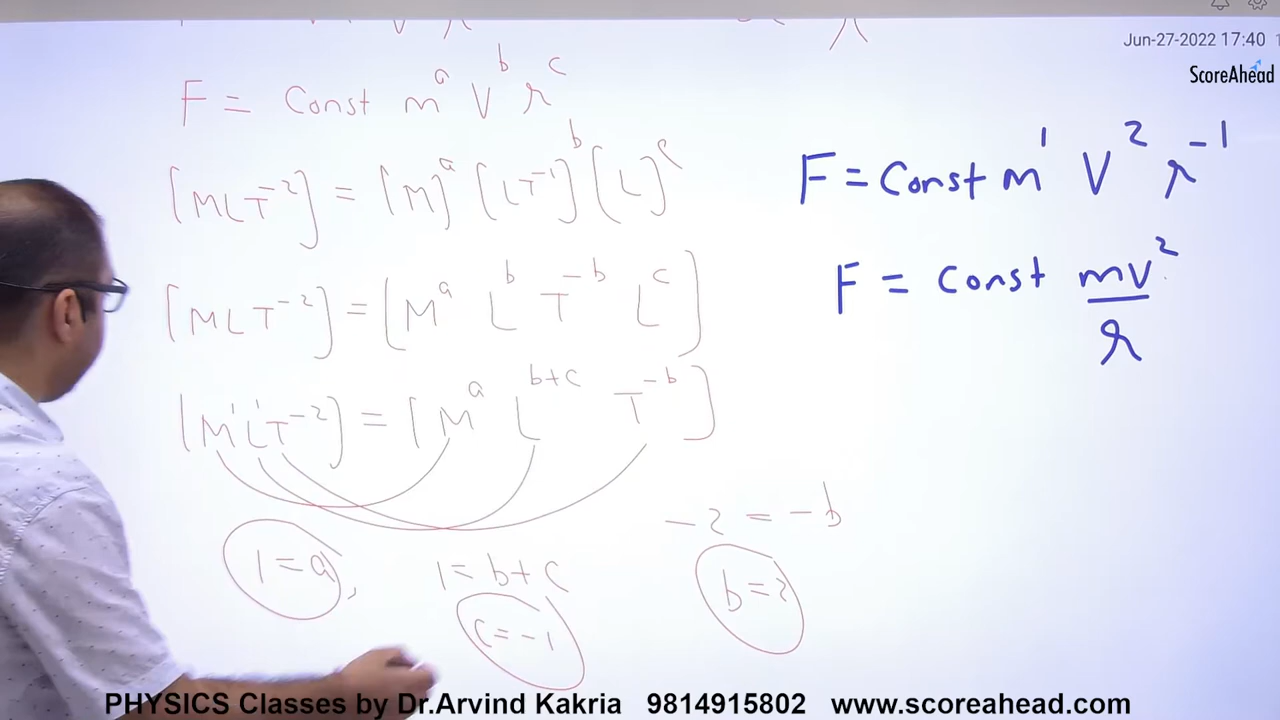 Jun-27-2022 17:40
ScoreAhead
F = Const m^a V^b r^c
[MLT^-2] = [M]^a [LT^-1]^b [L]^c
[MLT^-2] = [M^a L^b T^-b L^c]
[M^1 L^1 T^-2] = [M^a L^b+c T^-b]
1 = a,
1 = b+c
c = -1
-2 = -b
b = 2
F = Const m^1 V^2 r^-1
F = Const mv^2/r
PHYSICS Classes by Dr.Arvind Kakria 9814915802 www.scoreahead.com